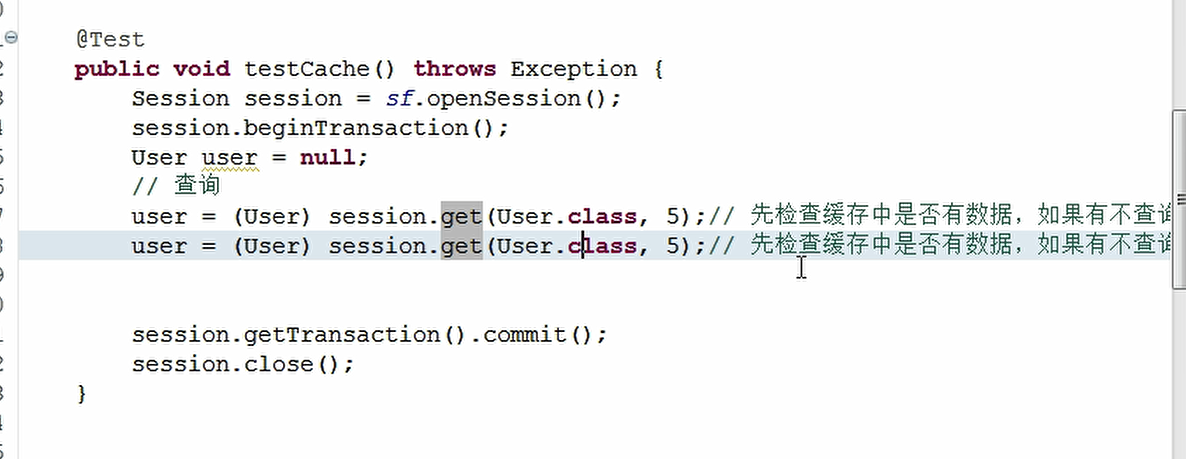 @Test
public void testCache() throws Exception {
Session session = sf.openSession();
session.beginTransaction();
User user = null;
// 查询
user = (User) session.get(User.class, 5);// 先检查缓存中是否有数据，如果有不查询
user = (User) session.get(User.class, 5);// 先检查缓存中是否有数据，如果有不查询
session.getTransaction().commit();
session.close();
}